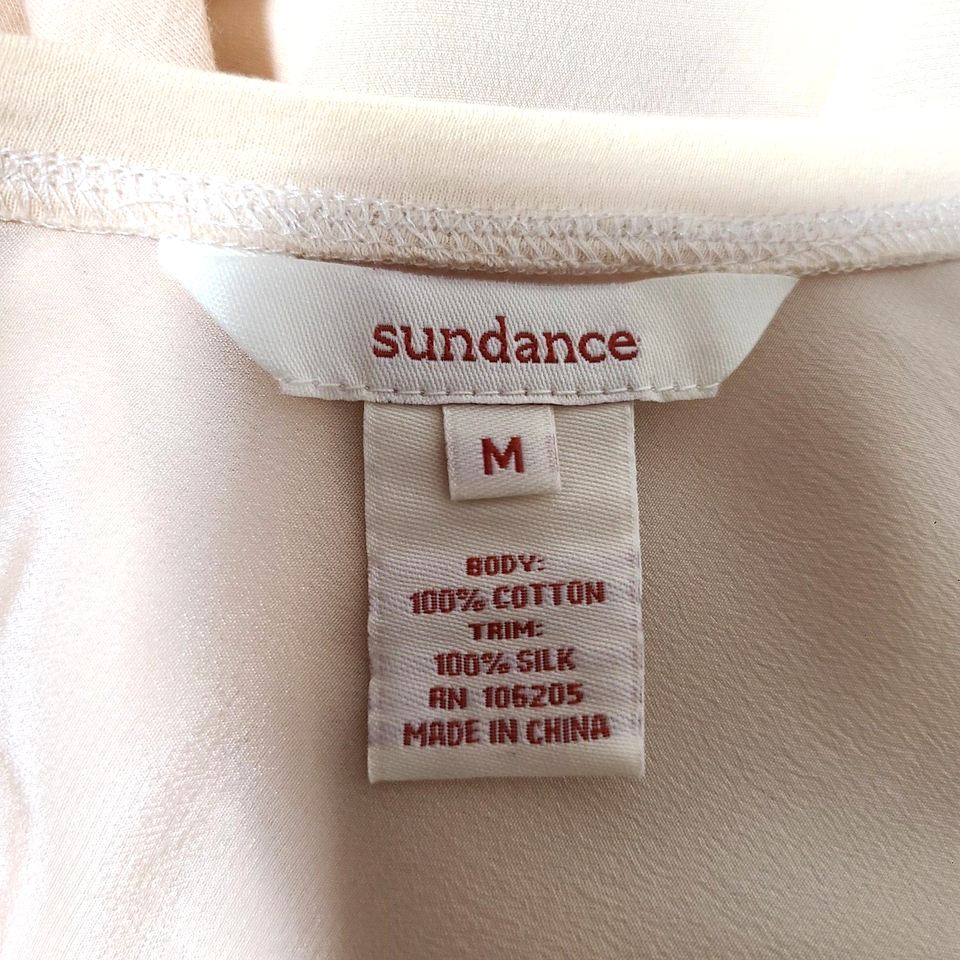 sundance
M
BODY:
100% COTTON
TRIM:
100% SILK
RN 106205
MADE IN CHINA